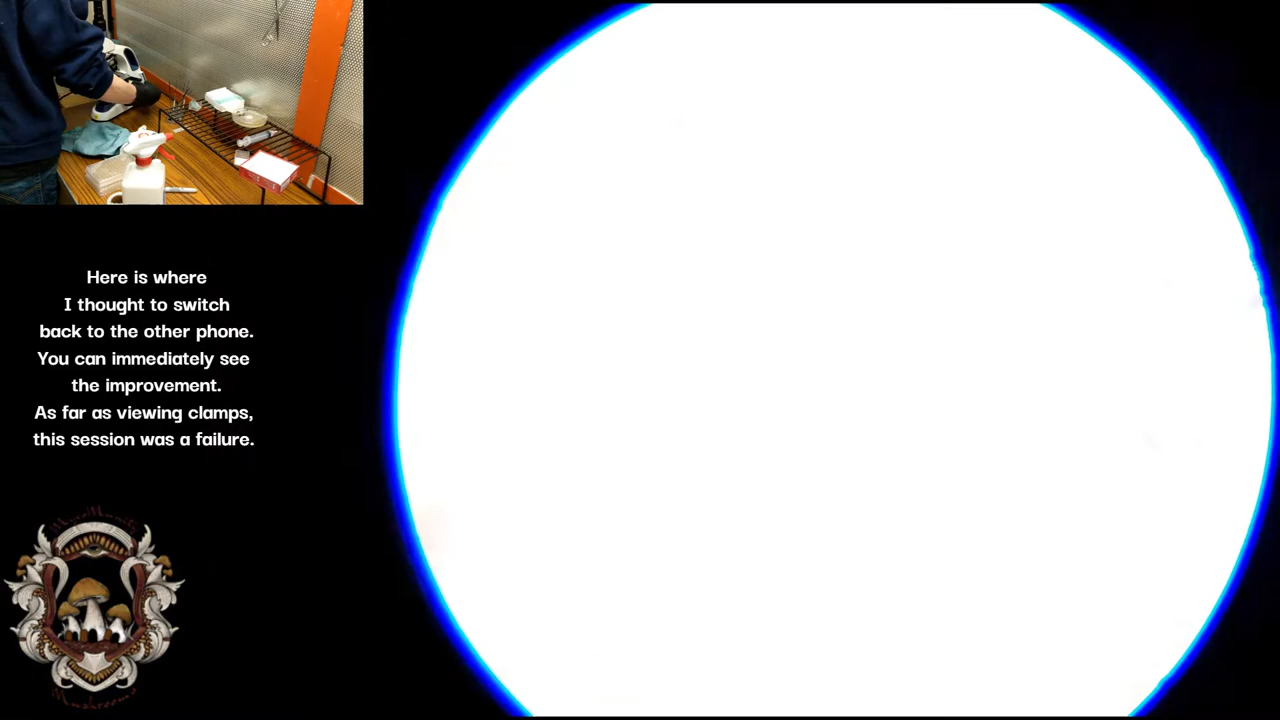 Here is where
I thought to switch
back to the other phone.
You can immediately see
the improvement.
As far as viewing clamps,
this session was a failure.
Mushrooms